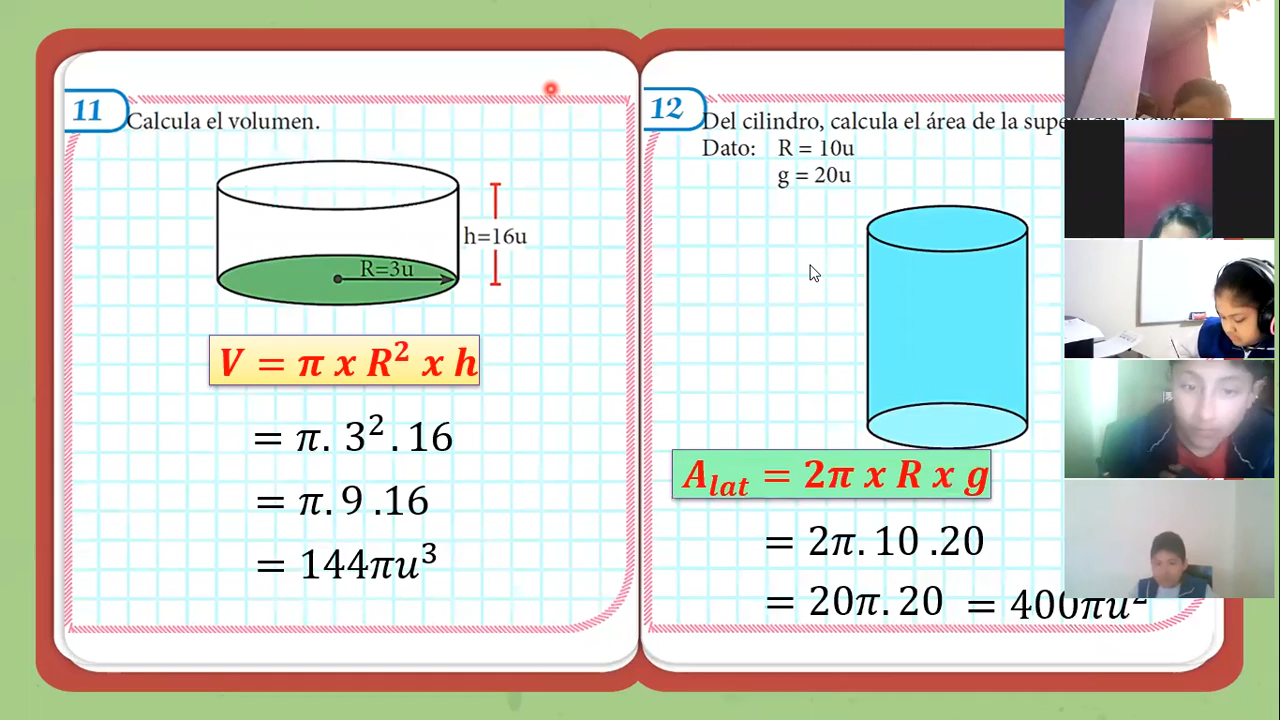 11
Calcula el volumen.
h=16u
R=3u
V = π x R² x h
= π. 3² . 16
= π. 9 .16
= 144πu³
12
Del cilindro, calcula el área de la
Dato: R = 10u
g = 20u
A_lat = 2π x R x g
= 2π. 10 .20
= 20π. 20 = 400πu²